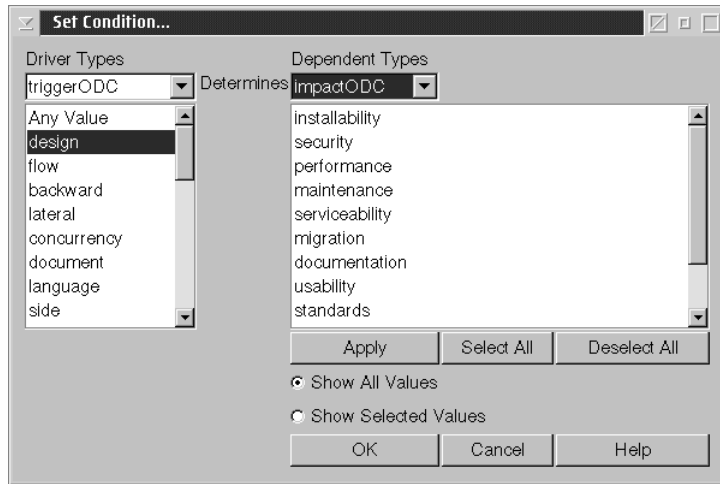 Set Condition...
Driver Types
Dependent Types
triggerODC
Determines
impactODC
Any Value
design
flow
backward
lateral
concurrency
document
language
side
installability
security
performance
maintenance
serviceability
migration
documentation
usability
standards
Apply
Select All
Deselect All
Show All Values
Show Selected Values
OK
Cancel
Help